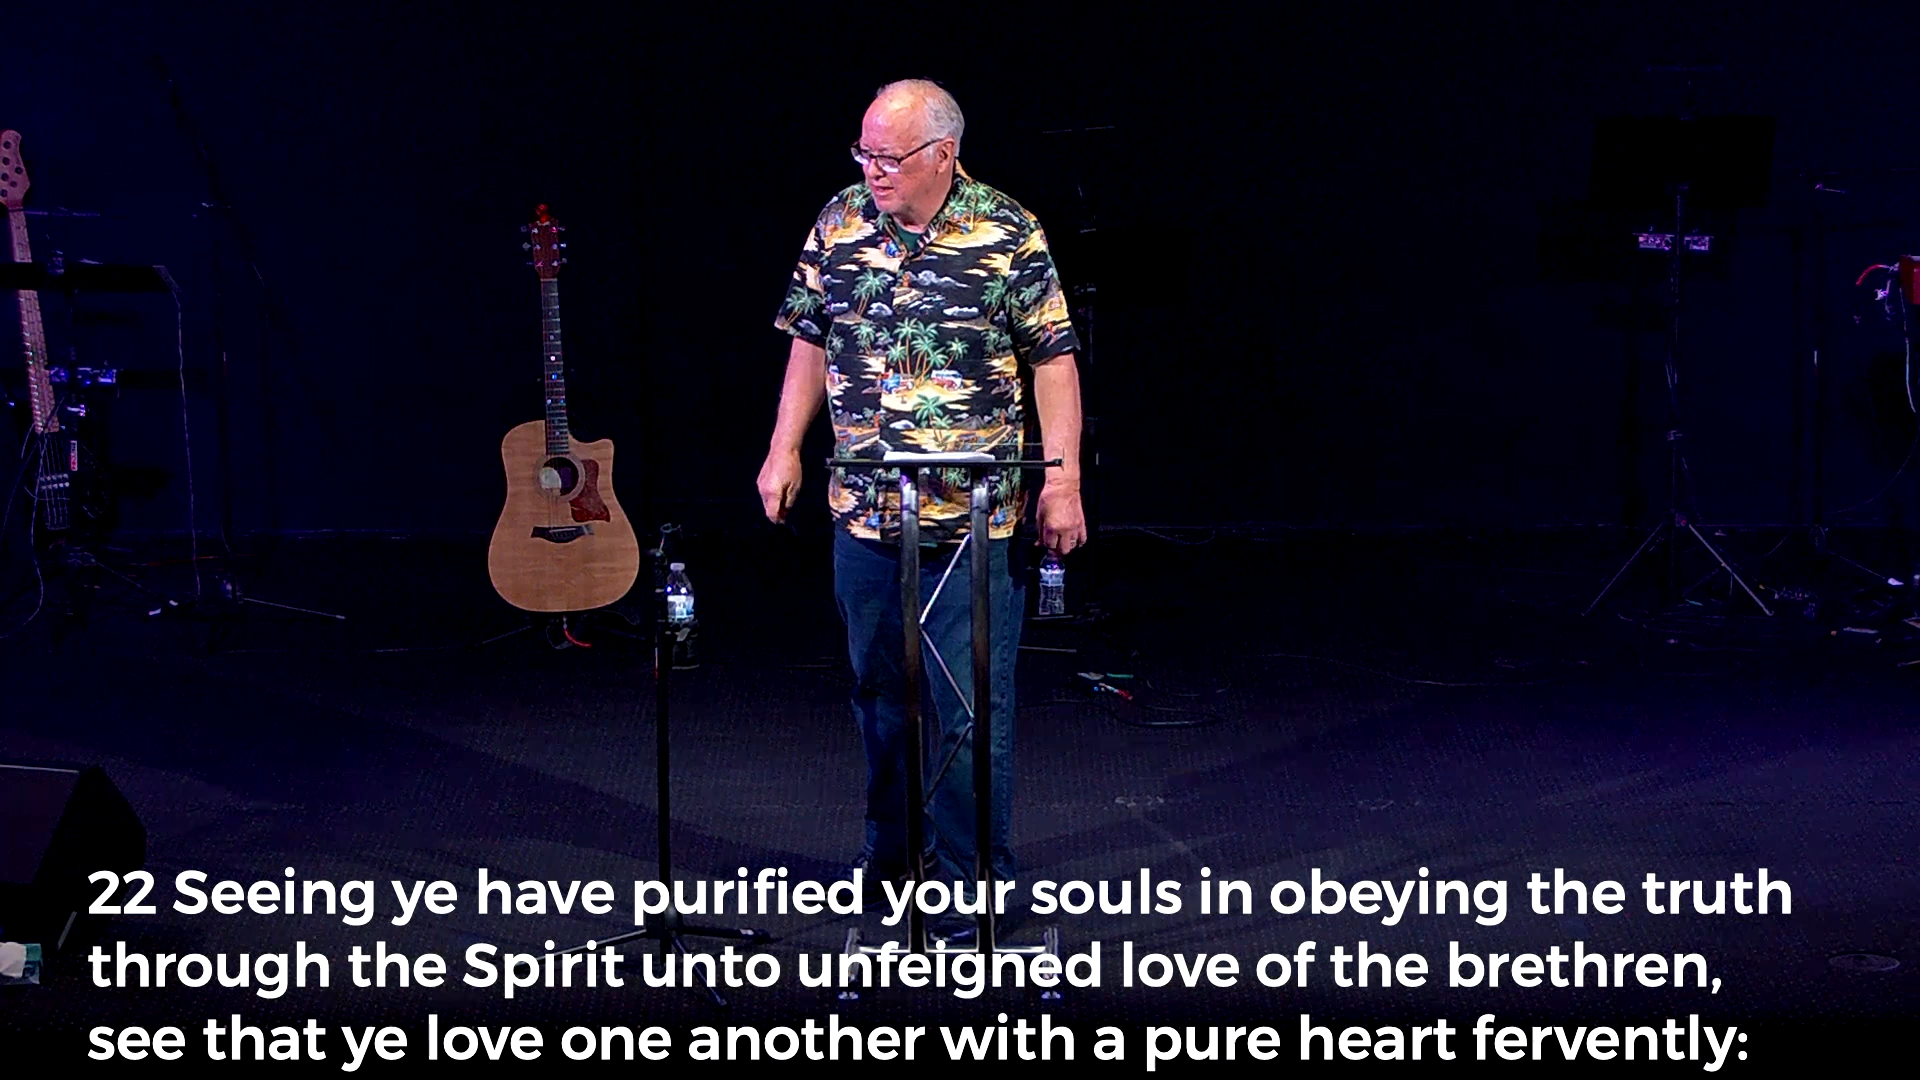 22 Seeing ye have purified your souls in obeying the truth
through the Spirit unto unfeigned love of the brethren,
see that ye love one another with a pure heart fervently: